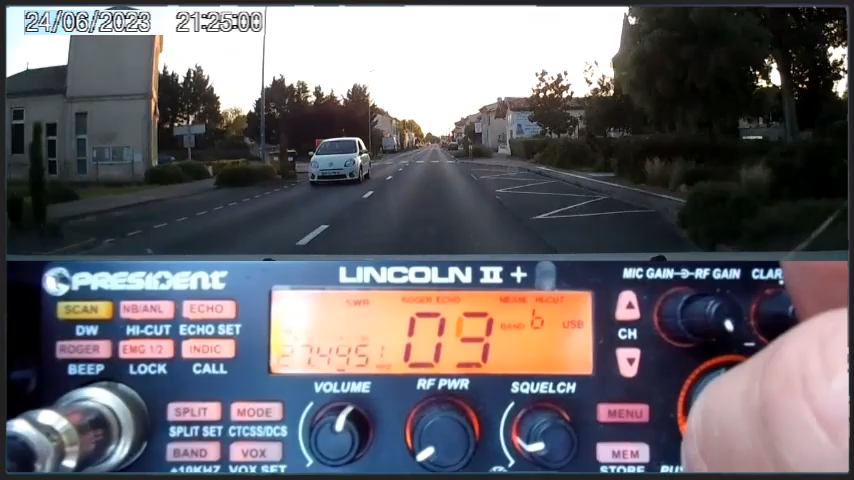 24/06/2023 21:25:00
PRESIDENT LINCOLN II + MIC GAIN RF GAIN CLAR
SCAN NB/ANL ECHO
DW HI-CUT ECHO SET
ROGER EMG 1/2 INDIC
BEEP LOCK CALL
SWR ROGER ECHO NB/ANL HI-CUT
27.4951 09 BAND b USB
CH
VOLUME RF PWR SQUELCH
SPLIT MODE MENU
SPLIT SET CTCSS/DCS
BAND VOX MEM
+10KHZ VOX SET STORE PU